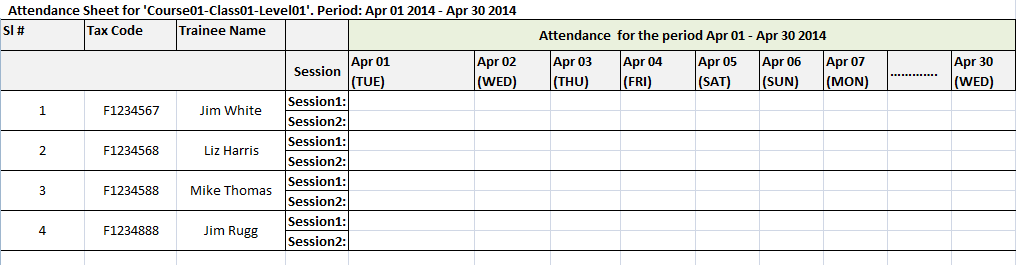 Attendance Sheet for 'Course01-Class01-Level01'. Period: Apr 01 2014 - Apr 30 2014
Sl # Tax Code Trainee Name Attendance for the period Apr 01 - Apr 30 2014
Session Apr 01 (TUE) Apr 02 (WED) Apr 03 (THU) Apr 04 (FRI) Apr 05 (SAT) Apr 06 (SUN) Apr 07 (MON) ............. Apr 30 (WED)
1 F1234567 Jim White Session1:
Session2:
2 F1234568 Liz Harris Session1:
Session2:
3 F1234588 Mike Thomas Session1:
Session2:
4 F1234888 Jim Rugg Session1:
Session2: